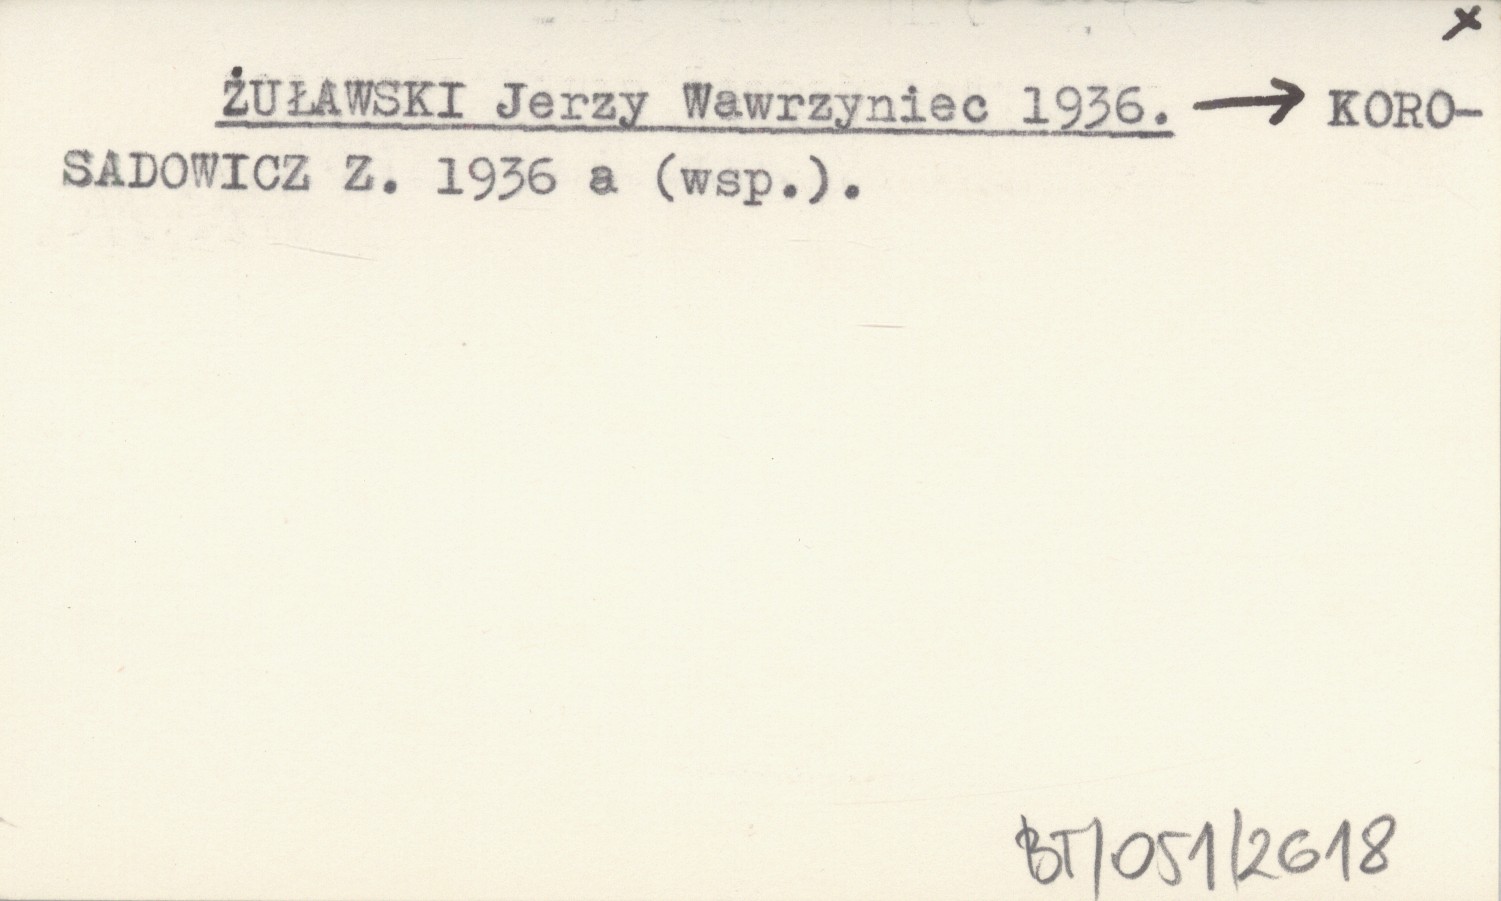 x
ŻUŁAWSKI Jerzy Wawrzyniec 1936. → KORO-
SADOWICZ Z. 1936 a (wsp.).
BT/051/2618